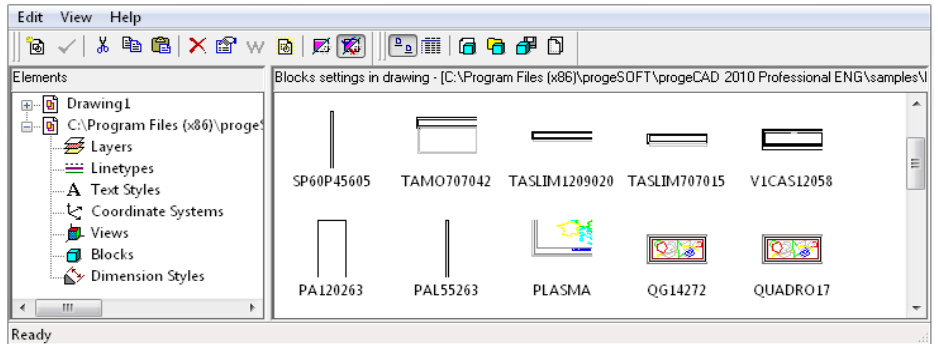 Edit View Help
Elements
Blocks settings in drawing - [C:\Program Files (x86)\progeSOFT\progeCAD 2010 Professional ENG\samples\
Drawing1
C:\Program Files (x86)\proge
Layers
Linetypes
A Text Styles
Coordinate Systems
Views
Blocks
Dimension Styles
SP60P45605 TAMO707042 TASLIM1209020 TASLIM707015 V1CAS12058
PA120263 PAL55263 PLASMA QG14272 QUADRO17
Ready